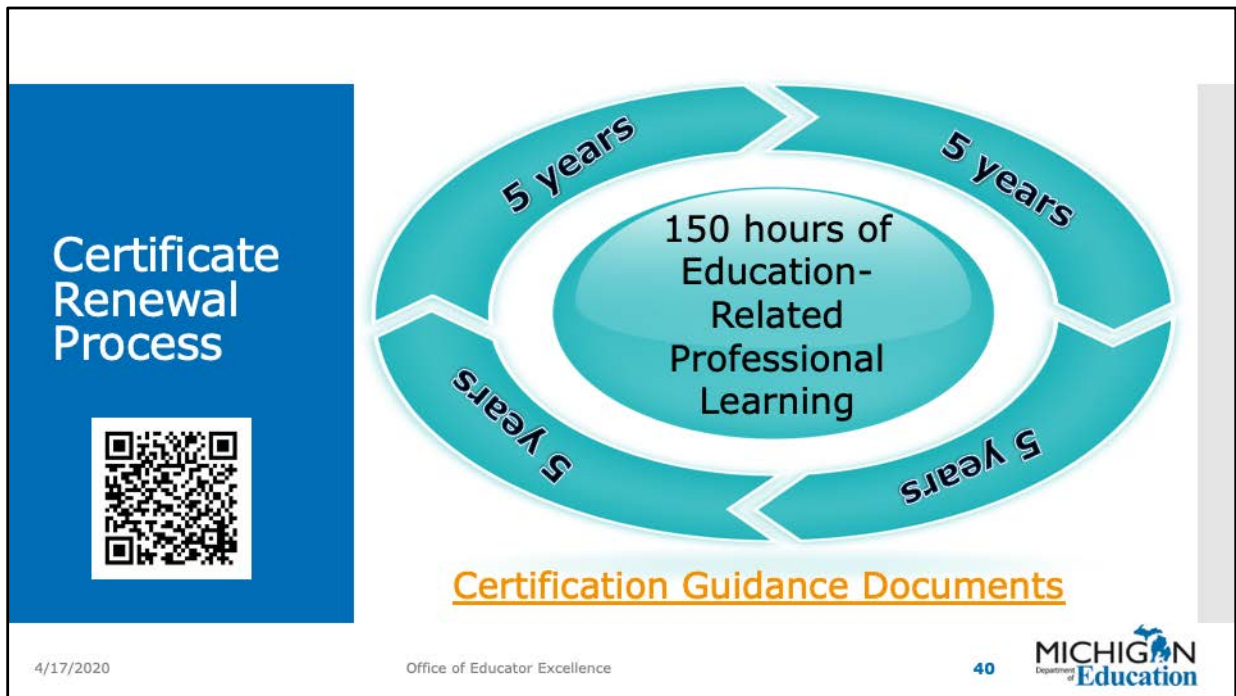 Certificate
Renewal
Process
5 years
5 years
150 hours of
Education-
Related
Professional
Learning
5 years
5 years
Certification Guidance Documents
4/17/2020
Office of Educator Excellence
40
MICHIGAN
Department
of Education